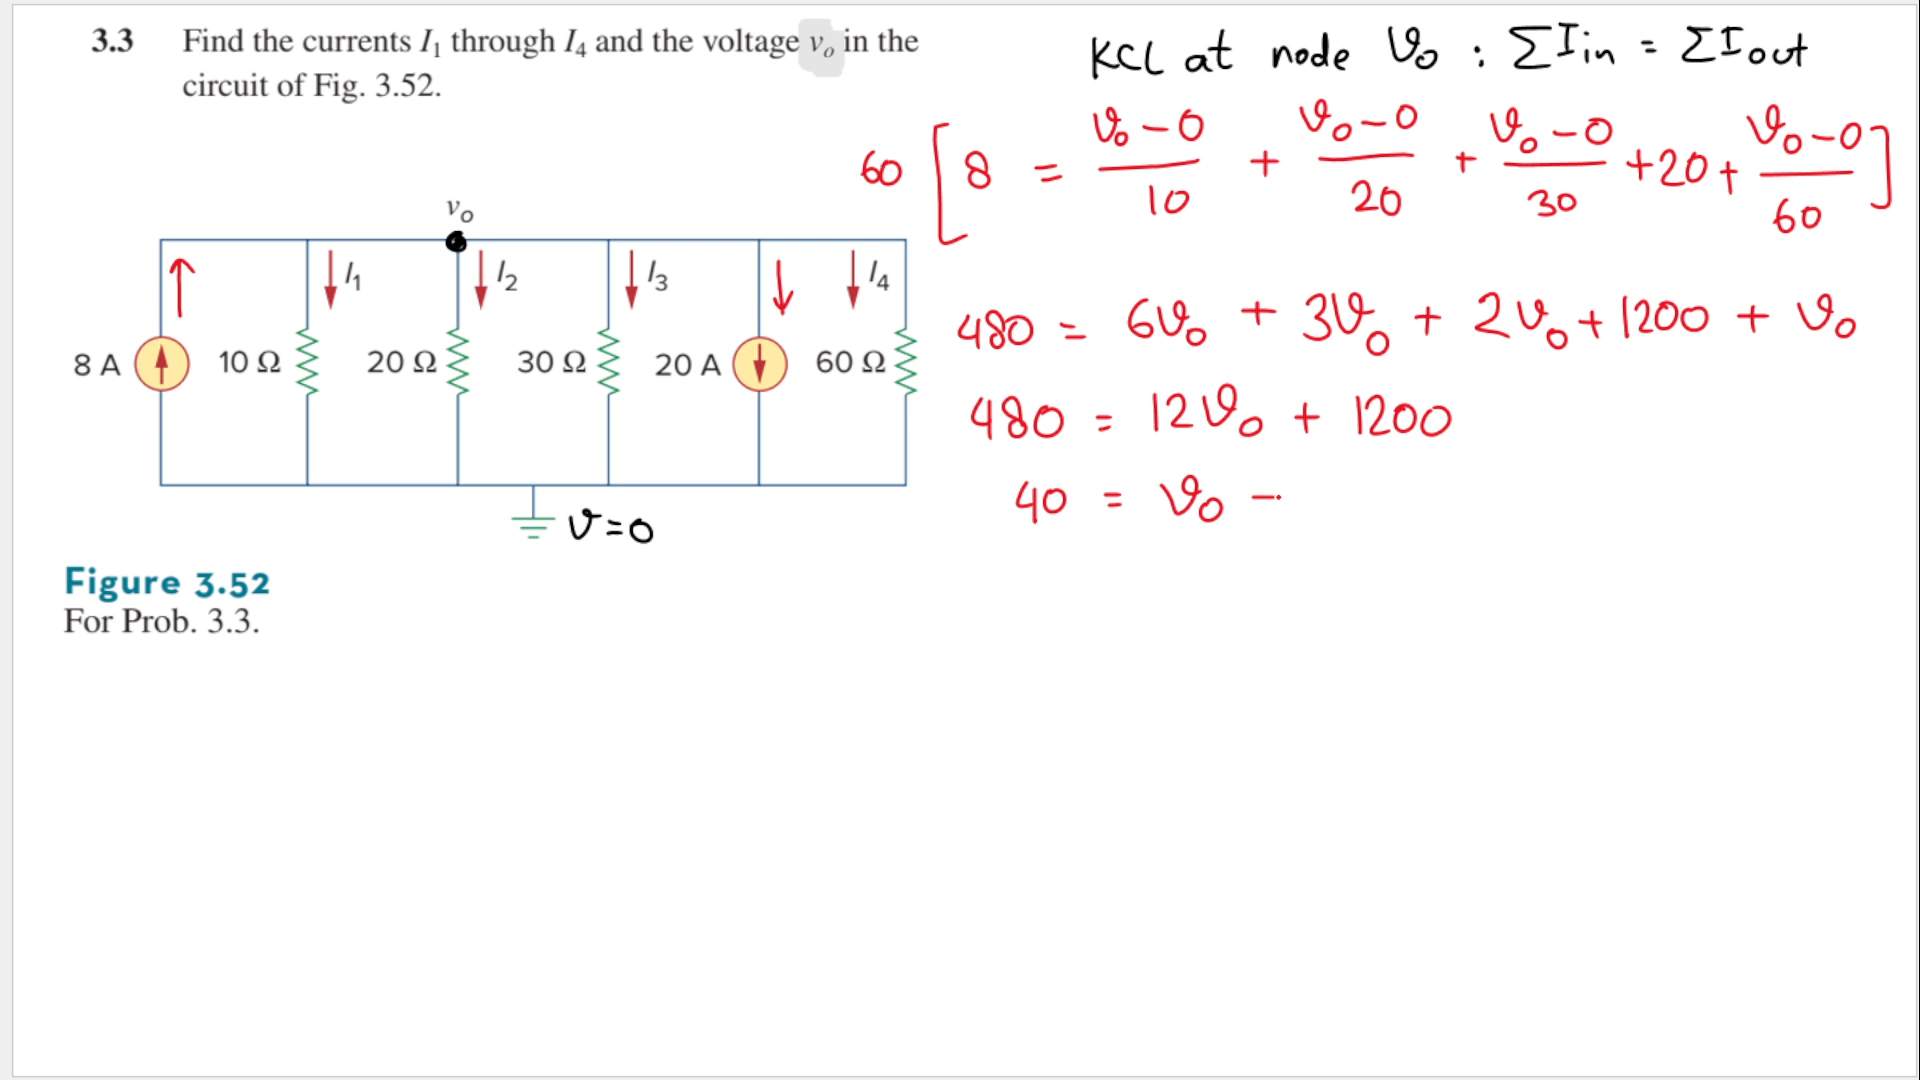 3.3 Find the currents I₁ through I₄ and the voltage vₒ in the
circuit of Fig. 3.52.
KCL at node vₒ : ΣIin = ΣIout
60 [ 8 = (vₒ-0)/10 + (vₒ-0)/20 + (vₒ-0)/30 + 20 + (vₒ-0)/60 ]
vₒ
I₁ I₂ I₃ I₄
8 A 10 Ω 20 Ω 30 Ω 20 A 60 Ω
480 = 6vₒ + 3vₒ + 2vₒ + 1200 + vₒ
480 = 12vₒ + 1200
40 = vₒ -
v=0
Figure 3.52
For Prob. 3.3.